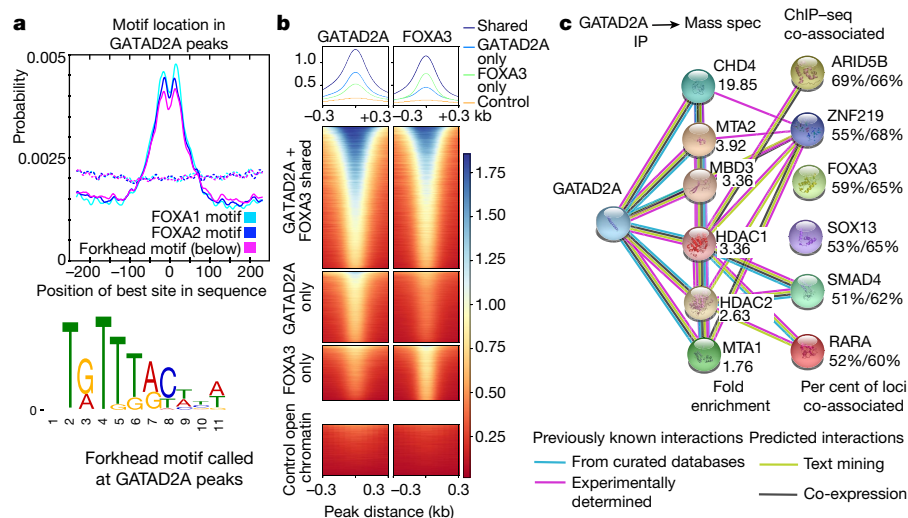 a
Motif location in
GATAD2A peaks
0.005
0.0025
0
Probability
FOXA1 motif
FOXA2 motif
Forkhead motif (below)
-200 -100 0 100 200
Position of best site in sequence
0
T G A T T G T G A G C T T A
1 2 3 4 5 6 7 8 9 10 11
Forkhead motif called
at GATAD2A peaks
b
GATAD2A FOXA3
Shared
GATAD2A
only
FOXA3
only
Control
1.0
0.5
−0.3 +0.3 −0.3 +0.3 kb
GATAD2A +
FOXA3 shared
GATAD2A
only
FOXA3
only
Control open
chromatin
1.75
1.50
1.25
1.00
0.75
0.50
0.25
−0.3 0.3 −0.3 0.3
Peak distance (kb)
c
GATAD2A → Mass spec
IP
ChIP–seq
co-associated
GATAD2A
CHD4
19.85
MTA2
3.92
MBD3
3.36
HDAC1
3.36
HDAC2
2.63
MTA1
1.76
Fold
enrichment
ARID5B
69%/66%
ZNF219
55%/68%
FOXA3
59%/65%
SOX13
53%/65%
SMAD4
51%/62%
RARA
52%/60%
Per cent of loci
co-associated
Previously known interactions
From curated databases
Experimentally
determined
Predicted interactions
Text mining
Co-expression